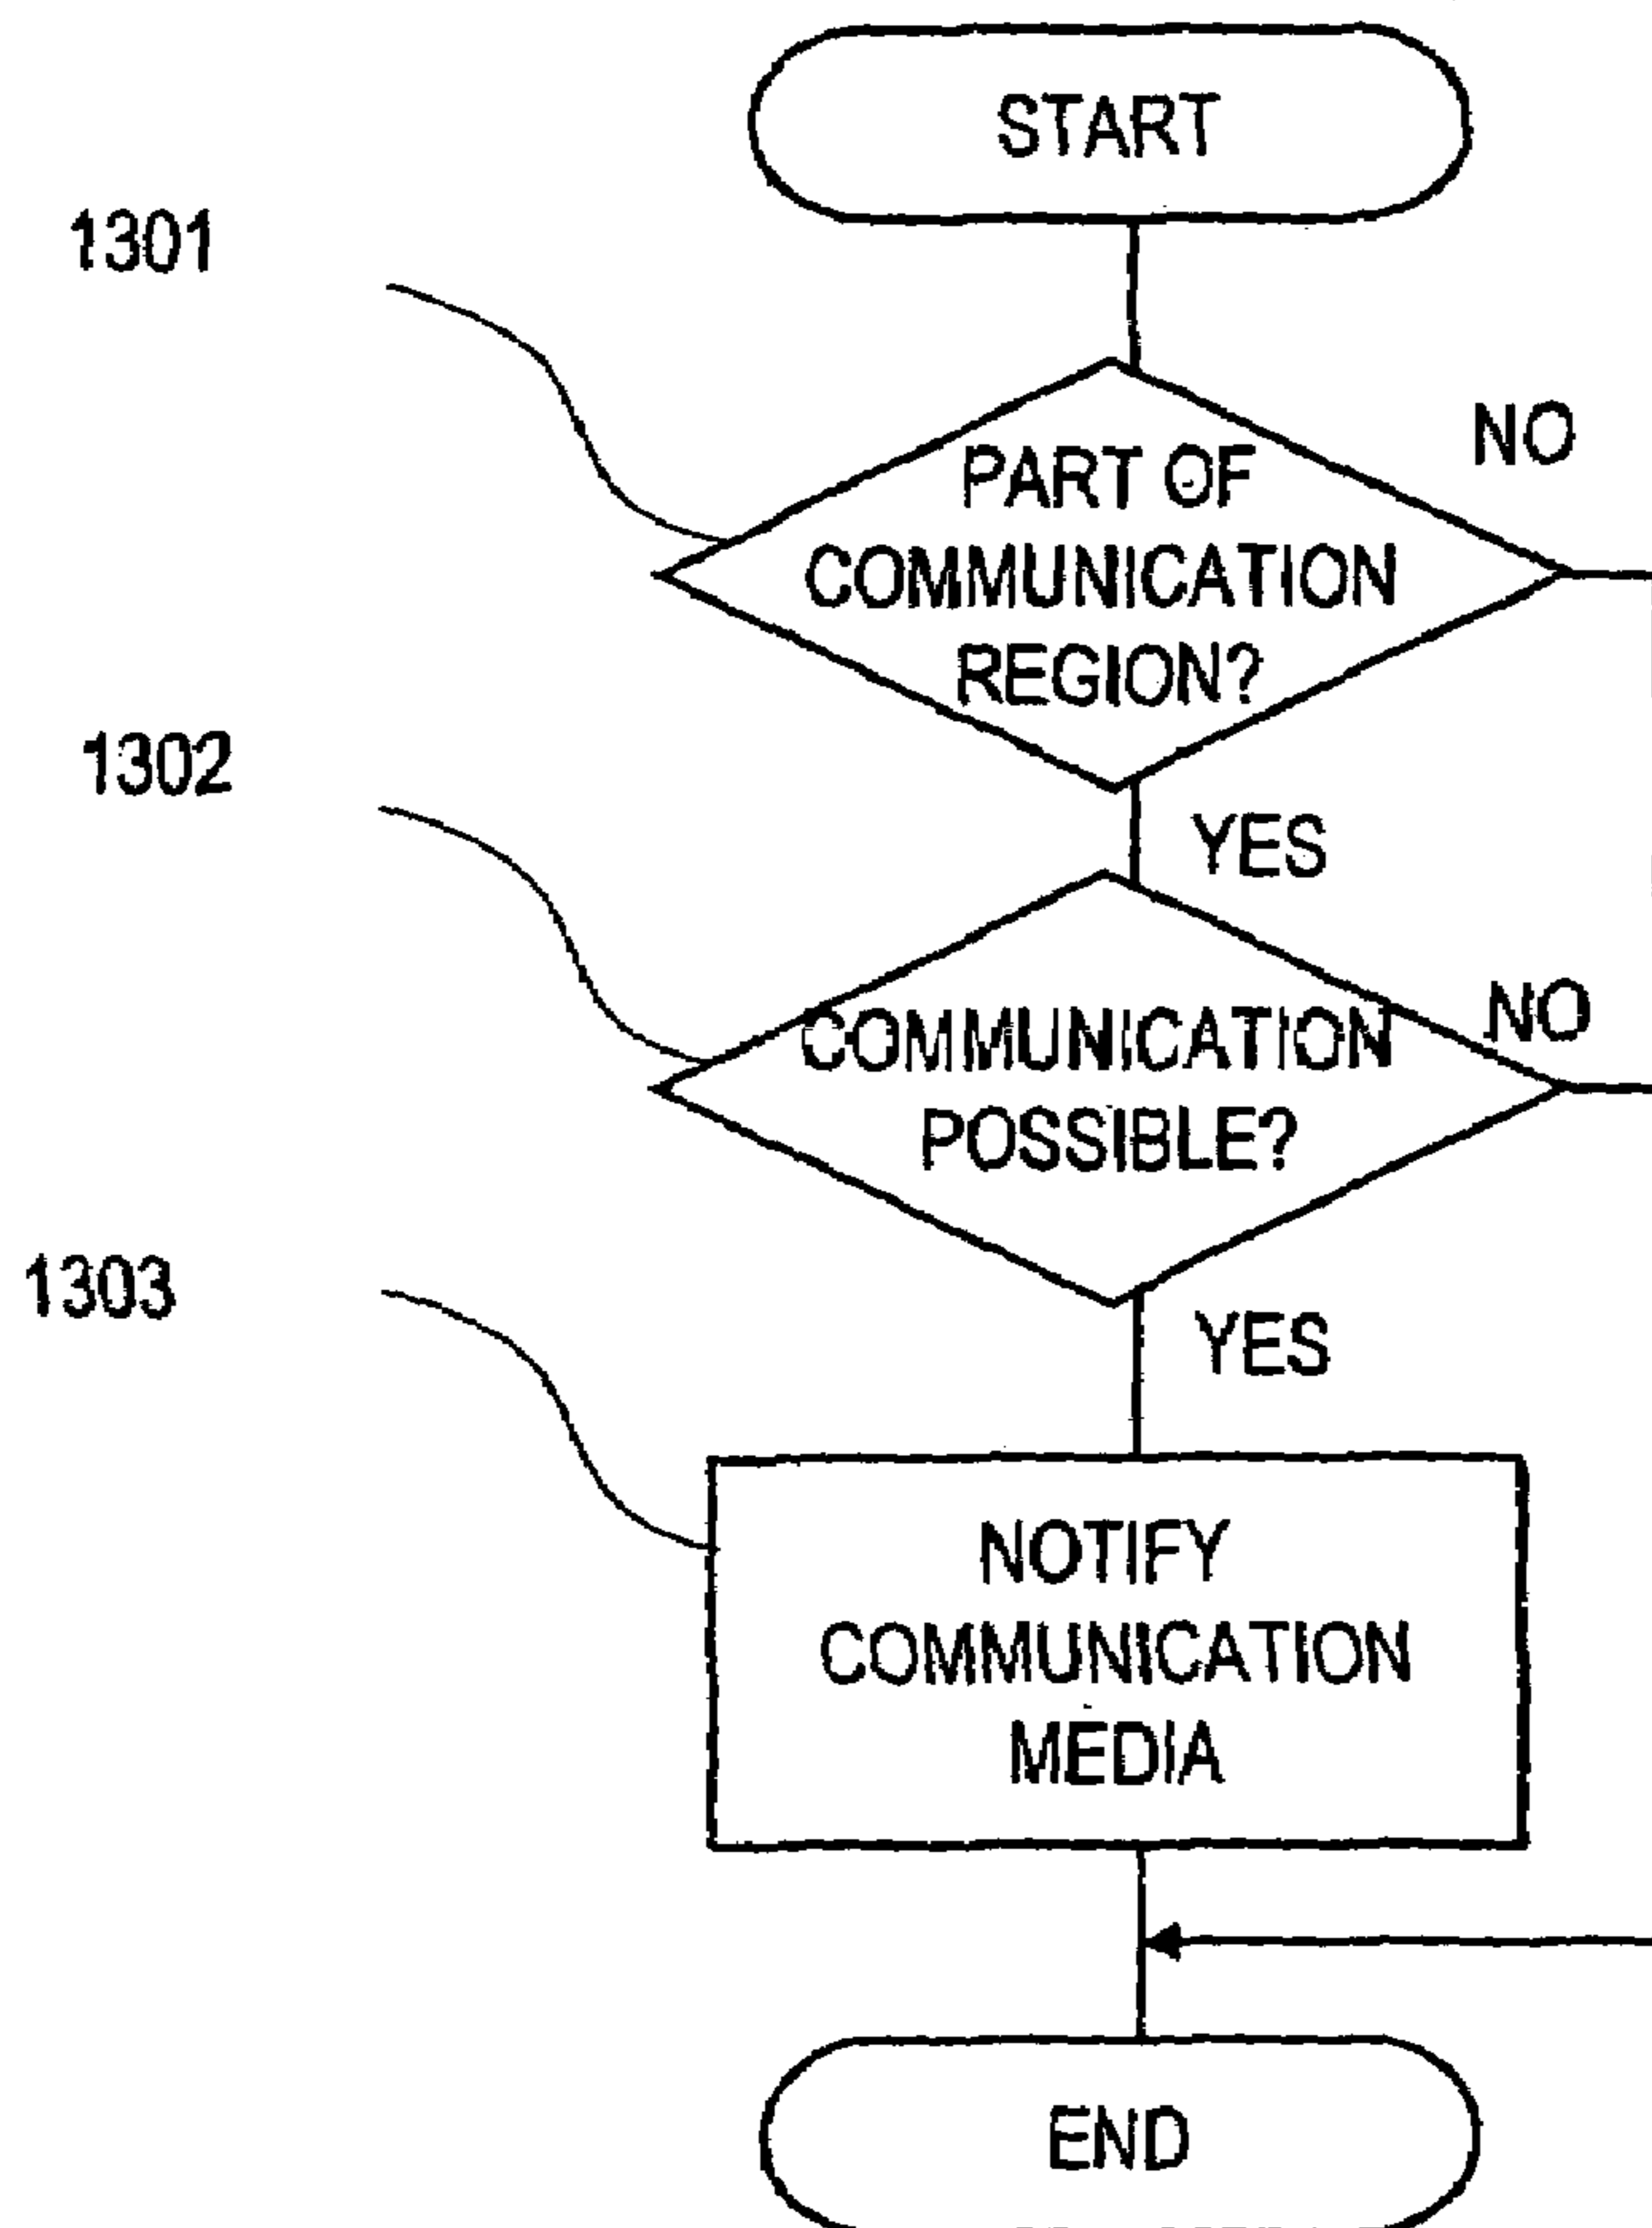 START
1301
NO
PART OF
COMMUNICATION
REGION?
1302
YES
NO
COMMUNICATION
POSSIBLE?
1303
YES
NOTIFY
COMMUNICATION
MEDIA
END